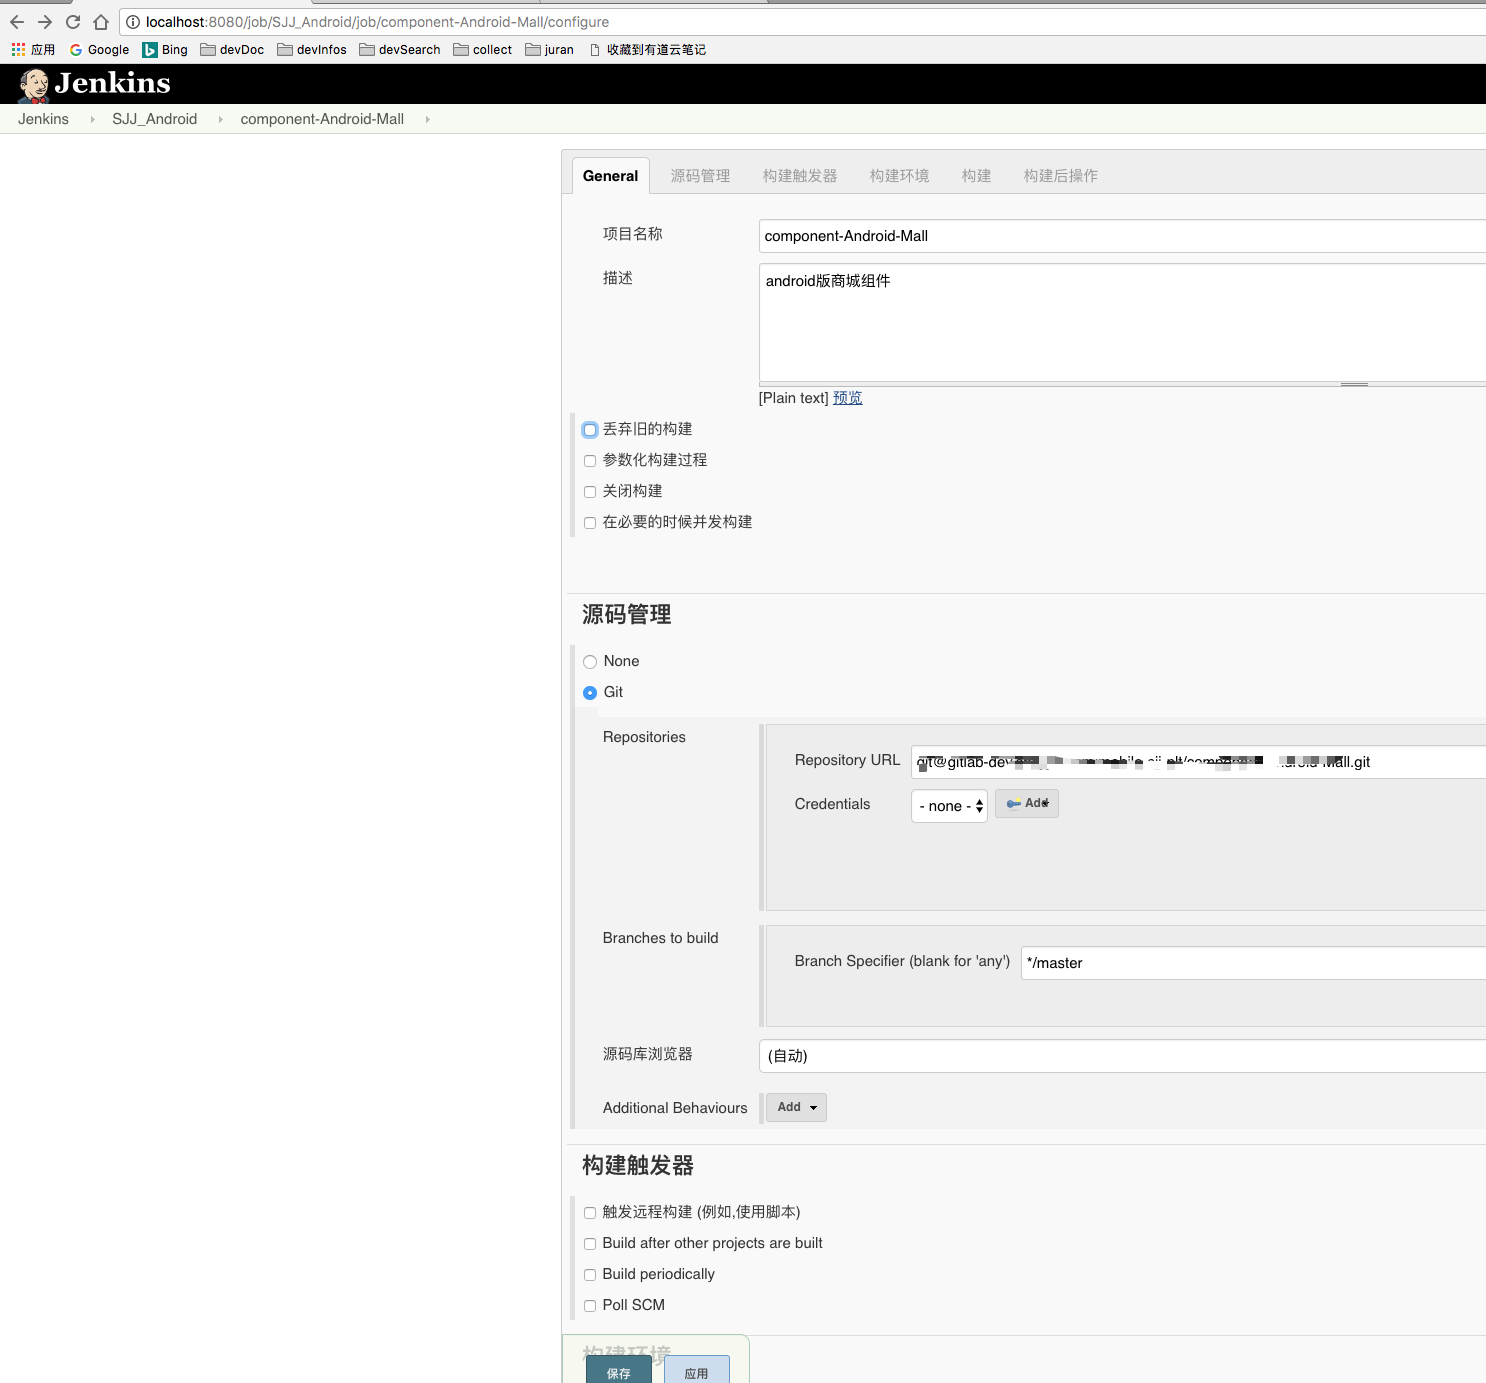 localhost:8080/job/SJJ_Android/job/component-Android-Mall/configure
应用 Google Bing devDoc devInfos devSearch collect juran 收藏到有道云笔记
Jenkins
Jenkins SJJ_Android component-Android-Mall
General 源码管理 构建触发器 构建环境 构建 构建后操作
项目名称 component-Android-Mall
描述 android版商城组件
[Plain text] 预览
丢弃旧的构建
参数化构建过程
关闭构建
在必要的时候并发构建
源码管理
None
Git
Repositories
Repository URL git@gitlab-dev
Mall.git
Credentials - none - Add
Branches to build
Branch Specifier (blank for 'any') */master
源码库浏览器 (自动)
Additional Behaviours Add
构建触发器
触发远程构建 (例如,使用脚本)
Build after other projects are built
Build periodically
Poll SCM
构建环境
保存 应用